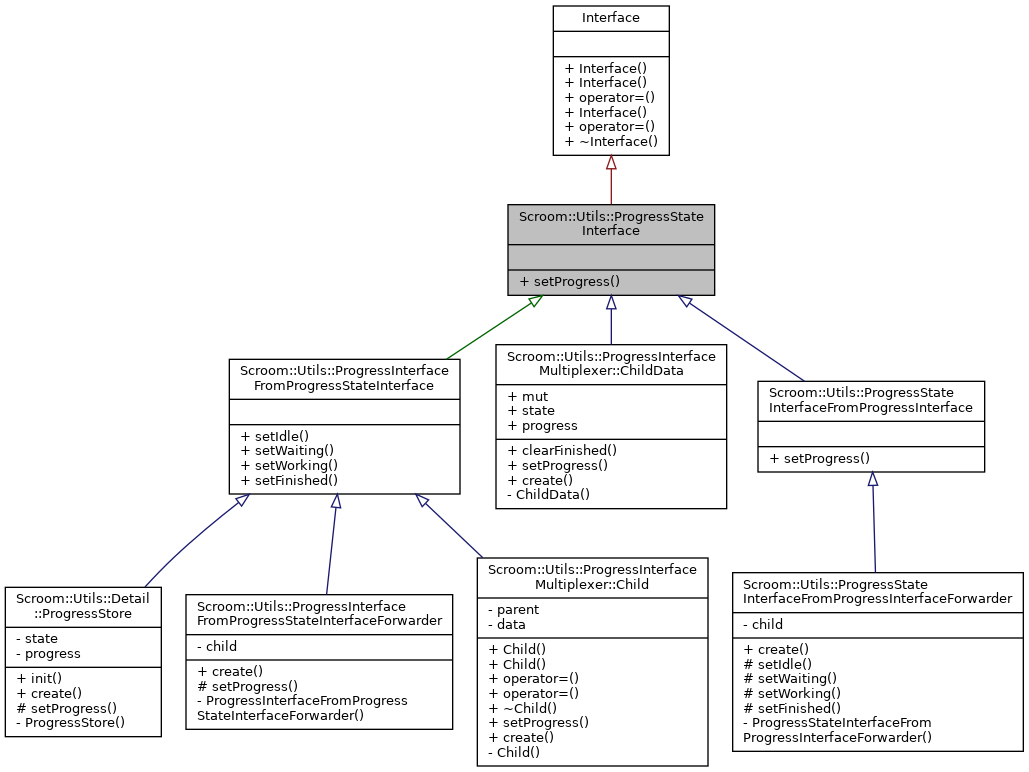 Interface
+ Interface()
+ Interface()
+ operator=()
+ Interface()
+ operator=()
+ ~Interface()
Scroom::Utils::ProgressState
Interface
+ setProgress()
Scroom::Utils::ProgressInterface
FromProgressStateInterface
+ setIdle()
+ setWaiting()
+ setWorking()
+ setFinished()
Scroom::Utils::ProgressInterface
Multiplexer::ChildData
+ mut
+ state
+ progress
+ clearFinished()
+ setProgress()
+ create()
- ChildData()
Scroom::Utils::ProgressState
InterfaceFromProgressInterface
+ setProgress()
Scroom::Utils::Detail
::ProgressStore
- state
- progress
+ init()
+ create()
# setProgress()
- ProgressStore()
Scroom::Utils::ProgressInterface
FromProgressStateInterfaceForwarder
- child
+ create()
# setProgress()
- ProgressInterfaceFromProgress
StateInterfaceForwarder()
Scroom::Utils::ProgressInterface
Multiplexer::Child
- parent
- data
+ Child()
+ Child()
+ operator=()
+ operator=()
+ ~Child()
+ setProgress()
+ create()
- Child()
Scroom::Utils::ProgressState
InterfaceFromProgressInterfaceForwarder
- child
+ create()
# setIdle()
# setWaiting()
# setWorking()
# setFinished()
- ProgressStateInterfaceFrom
ProgressInterfaceForwarder()